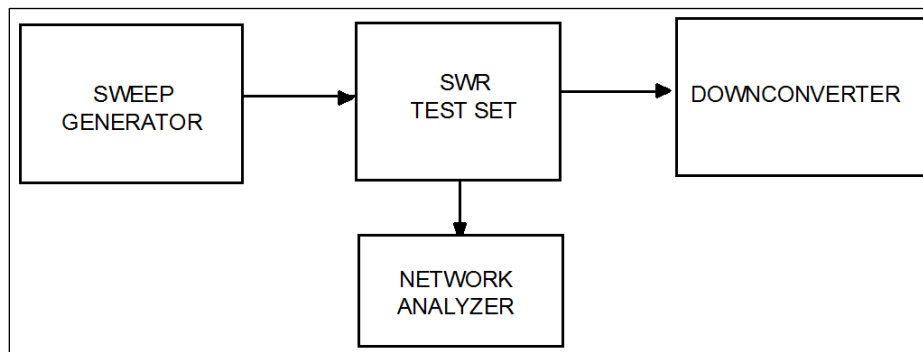 SWEEP
GENERATOR
SWR
TEST SET
DOWNCONVERTER
NETWORK
ANALYZER